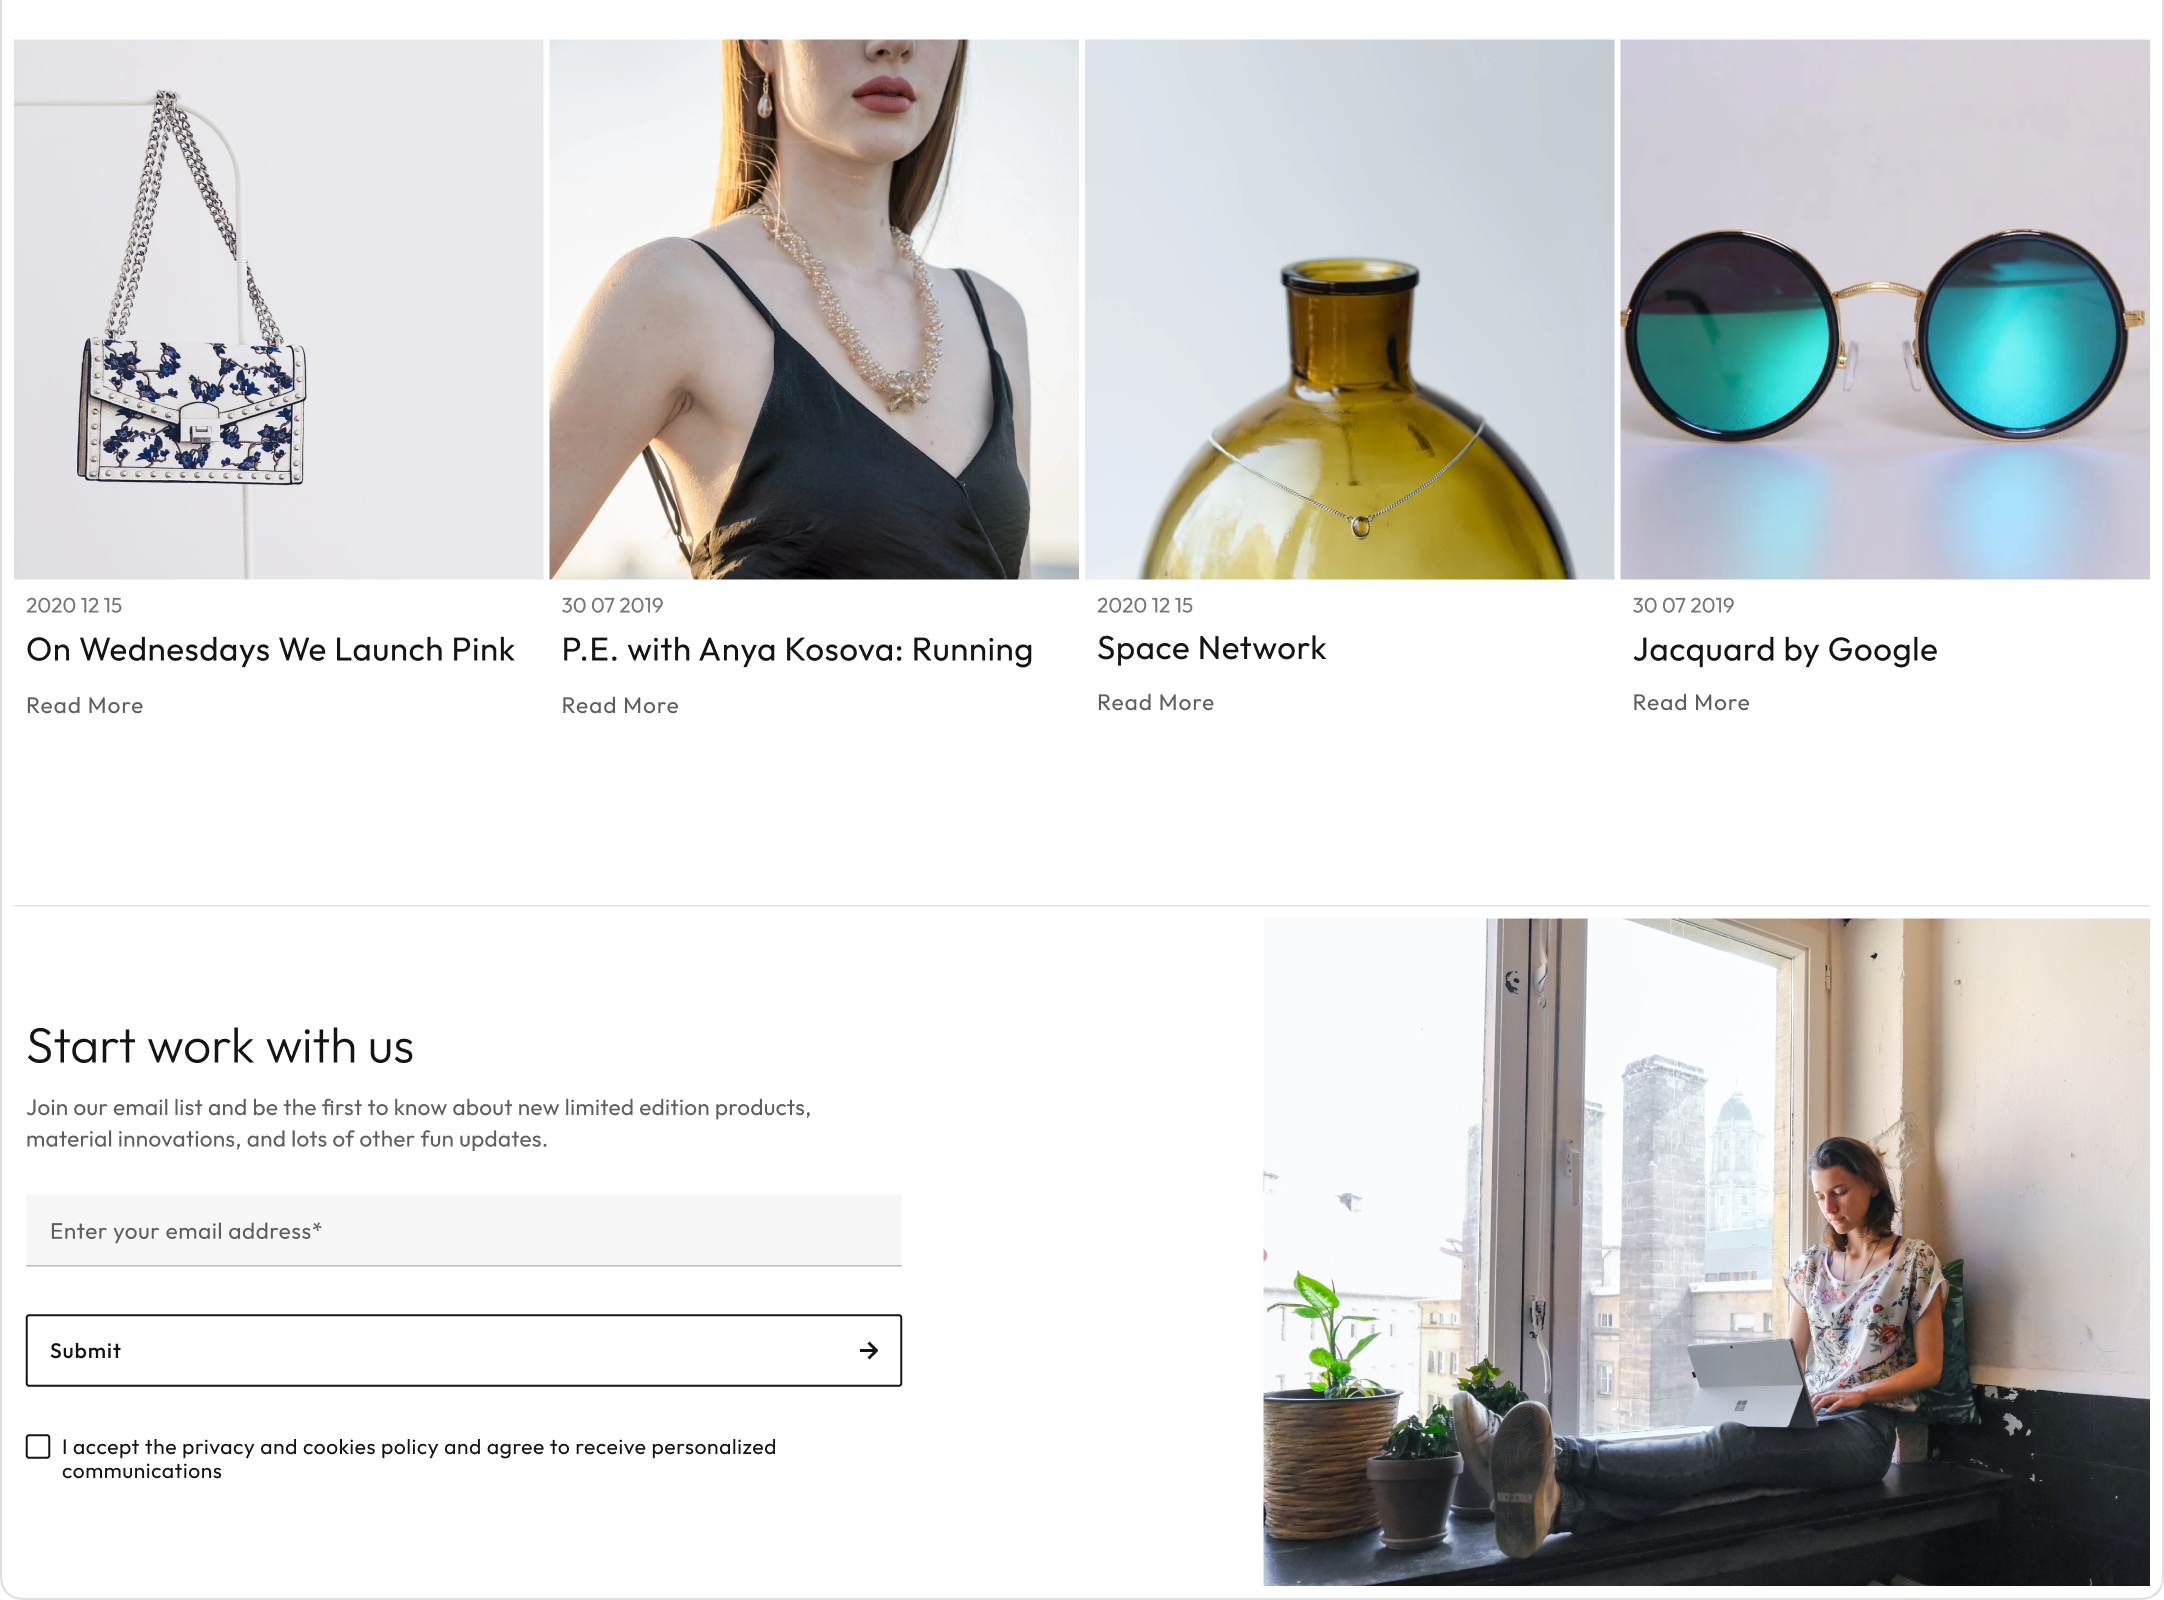 2020 12 15
On Wednesdays We Launch Pink
Read More
30 07 2019
P.E. with Anya Kosova: Running
Read More
2020 12 15
Space Network
Read More
30 07 2019
Jacquard by Google
Read More
Start work with us
Join our email list and be the first to know about new limited edition products,
material innovations, and lots of other fun updates.
Enter your email address*
Submit
I accept the privacy and cookies policy and agree to receive personalized
communications